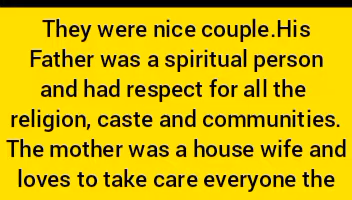 They were nice couple.His
Father was a spiritual person
and had respect for all the
religion, caste and communities.
The mother was a house wife and
loves to take care everyone the